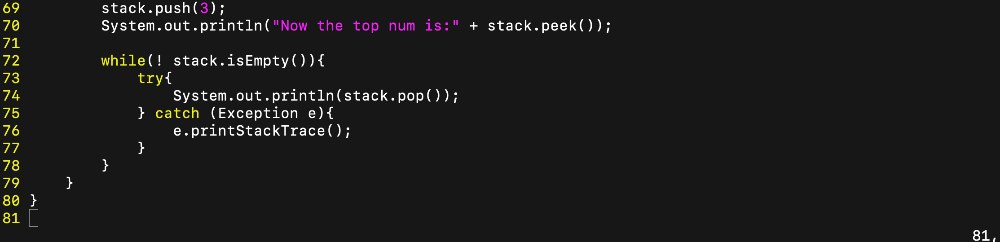 69         stack.push(3);
70         System.out.println("Now the top num is:" + stack.peek());
71
72         while(! stack.isEmpty()){
73             try{
74                 System.out.println(stack.pop());
75             } catch (Exception e){
76                 e.printStackTrace();
77             }
78         }
79     }
80 }
81
81,